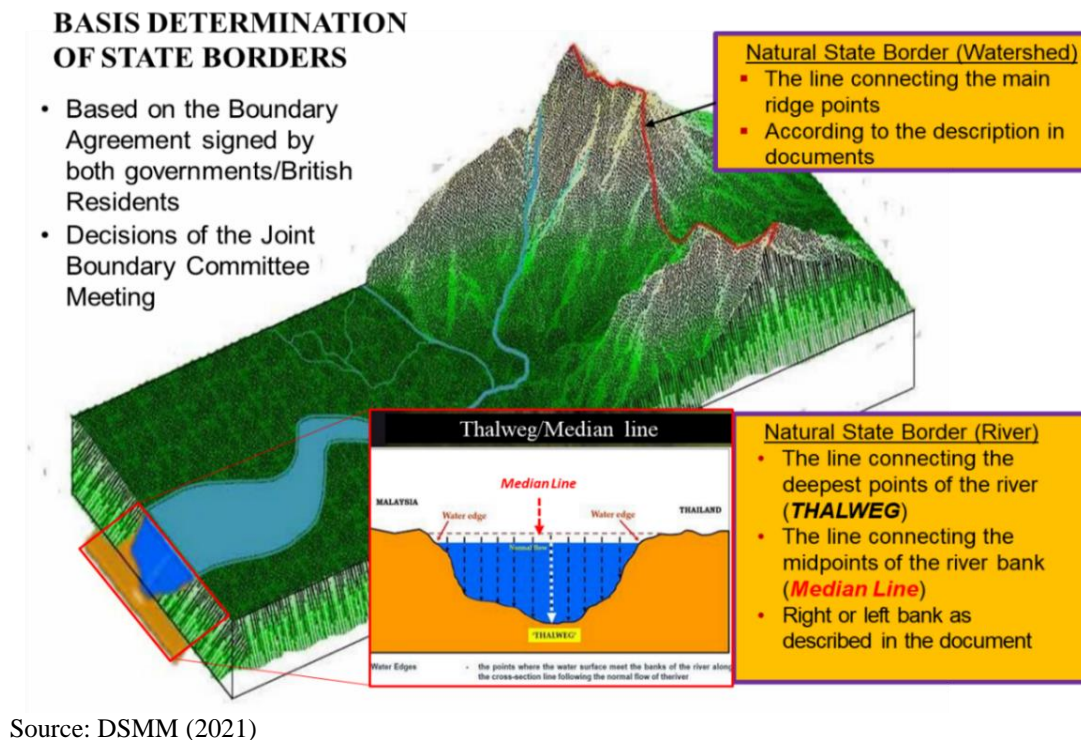 BASIS DETERMINATION
OF STATE BORDERS
• Based on the Boundary
Agreement signed by
both governments/British
Residents
• Decisions of the Joint
Boundary Committee
Meeting
Natural State Border (Watershed)
▪ The line connecting the main
ridge points
▪ According to the description in
documents
Thalweg/Median line
Median Line
MALAYSIA
THAILAND
Water edge
Water edge
Normal flow
'THALWEG'
Water Edges - the points where the water surface meet the banks of the river along
the cross-section line following the normal flow of theriver
Natural State Border (River)
• The line connecting the
deepest points of the river
(THALWEG)
• The line connecting the
midpoints of the river bank
(Median Line)
• Right or left bank as
described in the document
Source: DSMM (2021)